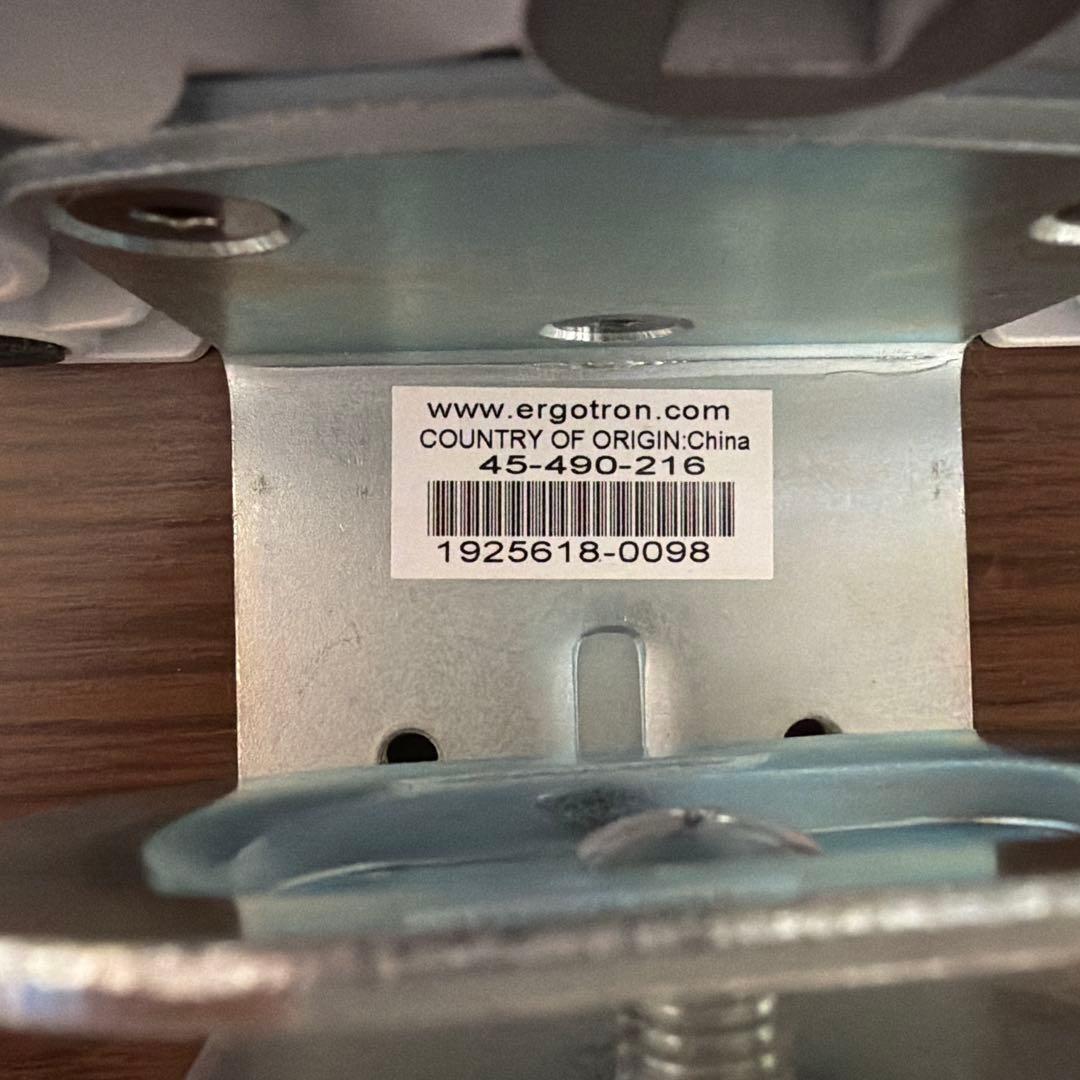 www.ergotron.com
COUNTRY OF ORIGIN:China
45-490-216
1925618-0098